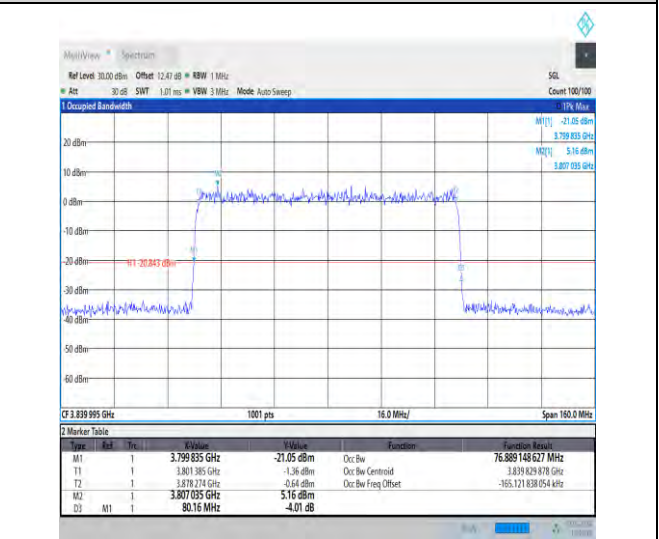 MultiView Spectrum
Ref Level 30.00 dBm Offset 12.47 dB RBW 1 MHz SGL
Att 30 dB SWT 1.01 ms VBW 3 MHz Mode Auto Sweep Count 100/100
1 Occupied Bandwidth 1Pk Max
M1[1] -21.05 dBm
3.799 835 GHz
20 dBm M2[1] 5.16 dBm
3.807 035 GHz
10 dBm
M2
0 dBm
-10 dBm
M1
-20 dBm H1 -20.843 dBm
D3
-30 dBm
-40 dBm
-50 dBm
-60 dBm
CF 3.839 995 GHz 1001 pts 16.0 MHz/ Span 160.0 MHz
2 Marker Table
Type Ref Trc X-Value Y-Value Function Function Result
M1 1 3.799 835 GHz -21.05 dBm Occ Bw 76.889 148 627 MHz
T1 1 3.801 385 GHz -1.36 dBm Occ Bw Centroid 3.839 829 878 GHz
T2 1 3.878 274 GHz -0.64 dBm Occ Bw Freq Offset -165.121 838 054 kHz
M2 1 3.807 035 GHz 5.16 dBm
D3 M1 1 80.16 MHz -4.01 dB